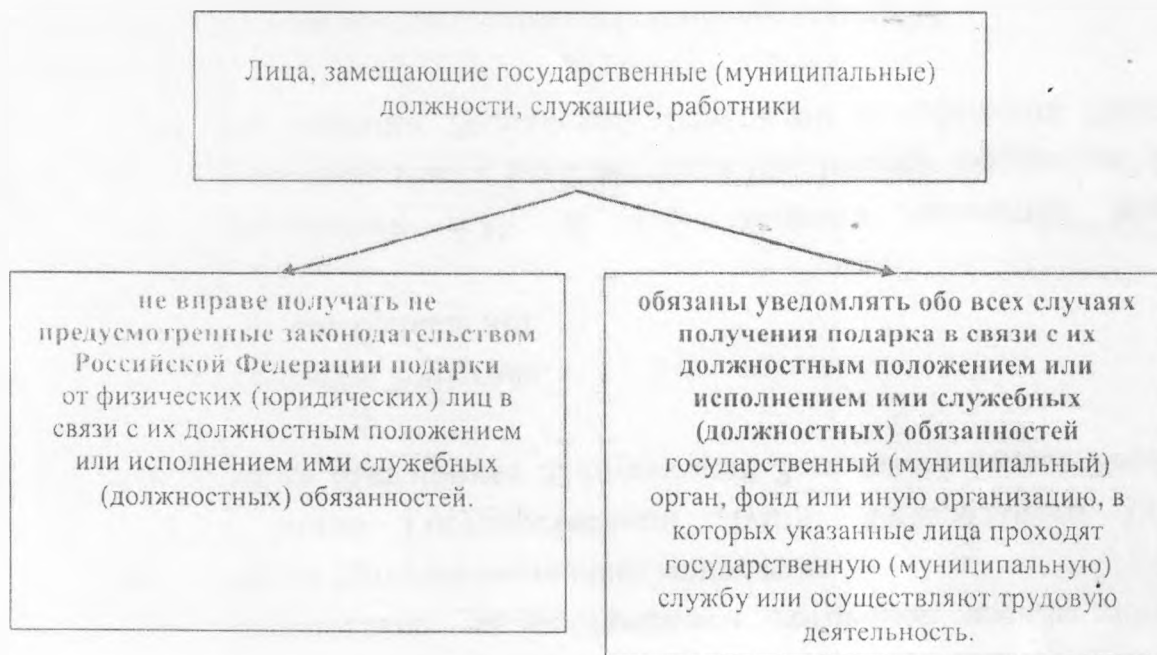 Лица, замещающие государственные (муниципальные)
должности, служащие, работники
не вправе получать не
предусмотренные законодательством
Российской Федерации подарки
от физических (юридических) лиц в
связи с их должностным положением
или исполнением ими служебных
(должностных) обязанностей.
обязаны уведомлять обо всех случаях
получения подарка в связи с их
должностным положением или
исполнением ими служебных
(должностных) обязанностей
государственный (муниципальный)
орган, фонд или иную организацию, в
которых указанные лица проходят
государственную (муниципальную)
службу или осуществляют трудовую
деятельность.